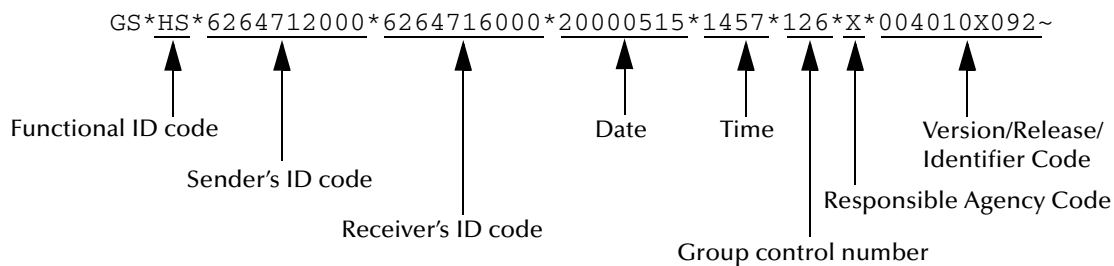 GS*HS*6264712000*6264716000*20000515*1457*126*X*004010X092~
Functional ID code
Date
Time
Version/Release/
Identifier Code
Sender's ID code
Responsible Agency Code
Receiver's ID code
Group control number